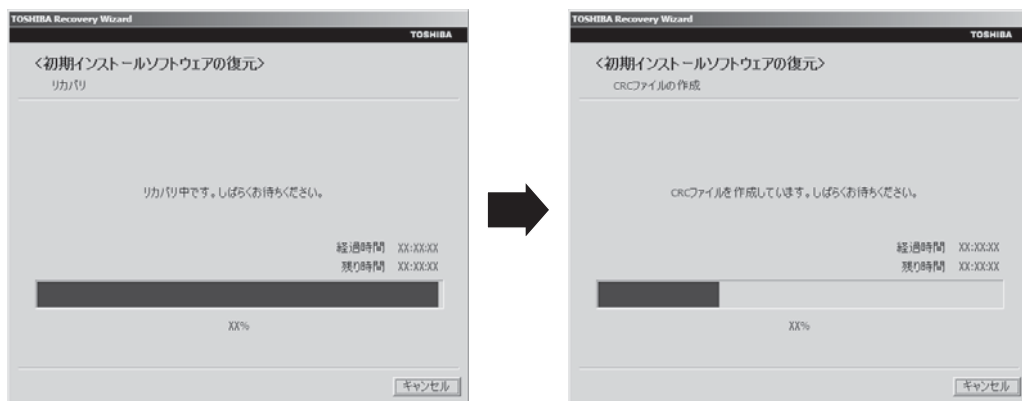 TOSHIBA Recovery Wizard
TOSHIBA
<初期インストールソフトウェアの復元>
リカバリ
リカバリ中です。しばらくお待ちください。
経過時間 XX:XX:XX
残り時間 XX:XX:XX
XX%
キャンセル
TOSHIBA Recovery Wizard
TOSHIBA
<初期インストールソフトウェアの復元>
CRCファイルの作成
CRCファイルを作成しています。しばらくお待ちください。
経過時間 XX:XX:XX
残り時間 XX:XX:XX
XX%
キャンセル